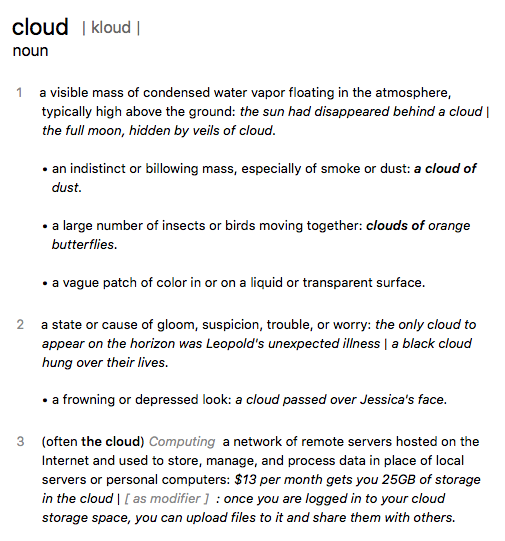 cloud | kloud |
noun
1 a visible mass of condensed water vapor floating in the atmosphere,
typically high above the ground: the sun had disappeared behind a cloud |
the full moon, hidden by veils of cloud.
• an indistinct or billowing mass, especially of smoke or dust: a cloud of
dust.
• a large number of insects or birds moving together: clouds of orange
butterflies.
• a vague patch of color in or on a liquid or transparent surface.
2 a state or cause of gloom, suspicion, trouble, or worry: the only cloud to
appear on the horizon was Leopold's unexpected illness | a black cloud
hung over their lives.
• a frowning or depressed look: a cloud passed over Jessica's face.
3 (often the cloud) Computing a network of remote servers hosted on the
Internet and used to store, manage, and process data in place of local
servers or personal computers: $13 per month gets you 25GB of storage
in the cloud | [ as modifier ] : once you are logged in to your cloud
storage space, you can upload files to it and share them with others.